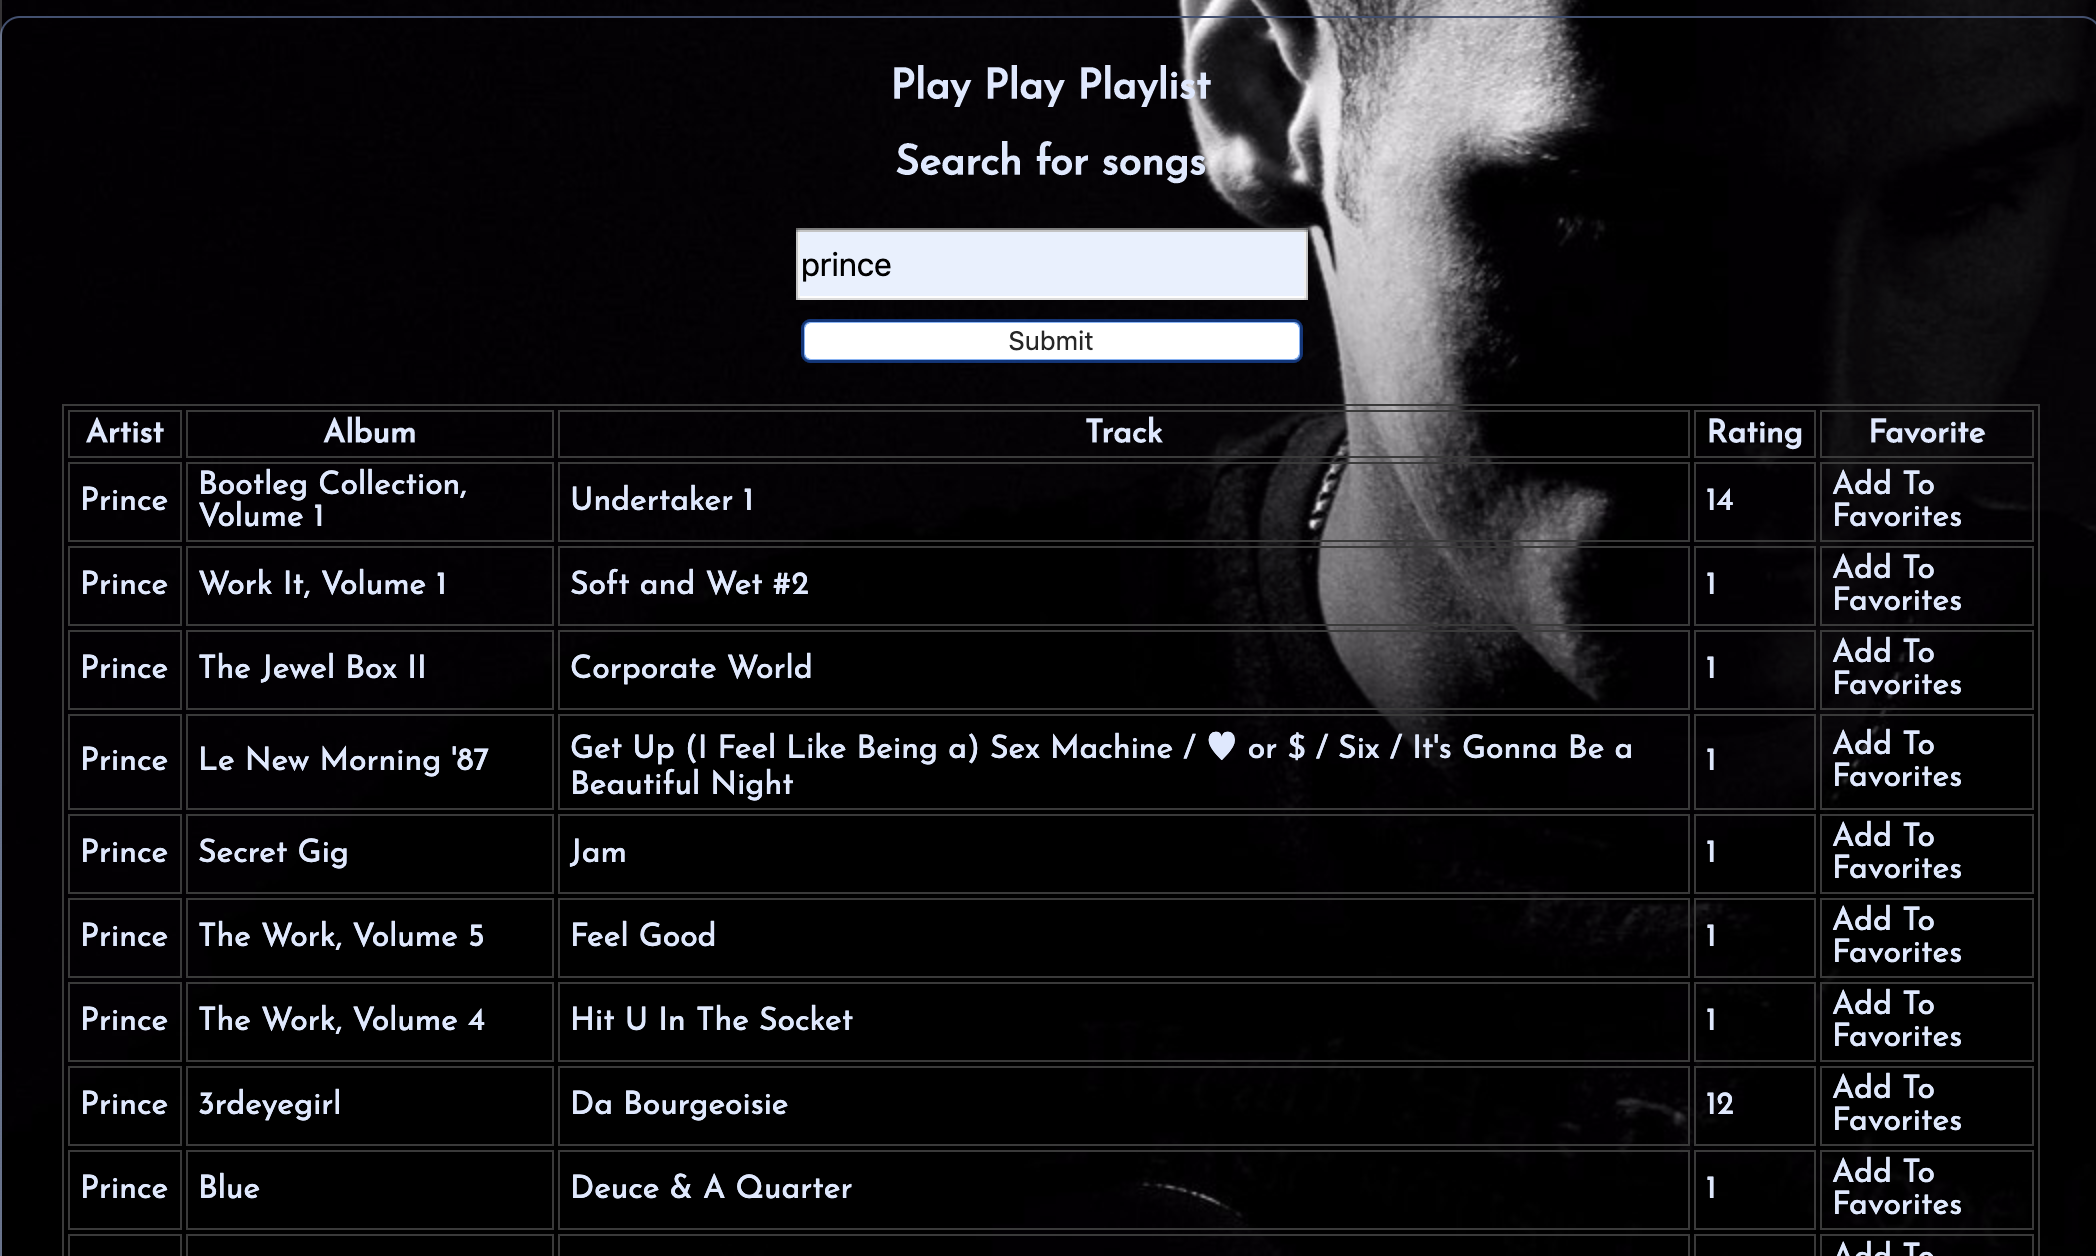 Play Play Playlist
Search for songs
prince
Submit
Artist Album Track Rating Favorite
Prince Bootleg Collection, Volume 1 Undertaker 1 14 Add To Favorites
Prince Work It, Volume 1 Soft and Wet #2 1 Add To Favorites
Prince The Jewel Box II Corporate World 1 Add To Favorites
Prince Le New Morning '87 Get Up (I Feel Like Being a) Sex Machine / ♥ or $ / Six / It's Gonna Be a Beautiful Night 1 Add To Favorites
Prince Secret Gig Jam 1 Add To Favorites
Prince The Work, Volume 5 Feel Good 1 Add To Favorites
Prince The Work, Volume 4 Hit U In The Socket 1 Add To Favorites
Prince 3rdeyegirl Da Bourgeoisie 12 Add To Favorites
Prince Blue Deuce & A Quarter 1 Add To Favorites
Add To